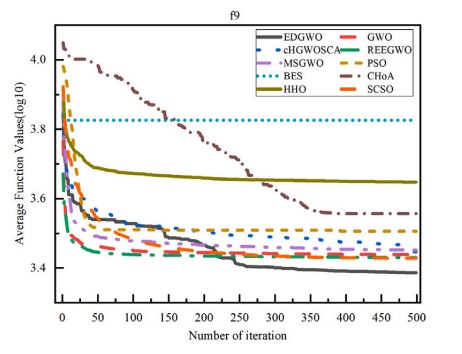 f9
Average Function Values(log10)
4.0
3.8
3.6
3.4
EDGWO GWO
cHGWOSCA REEGWO
MSGWO PSO
BES CHoA
HHO SCSO
0 50 100 150 200 250 300 350 400 450 500
Number of iteration